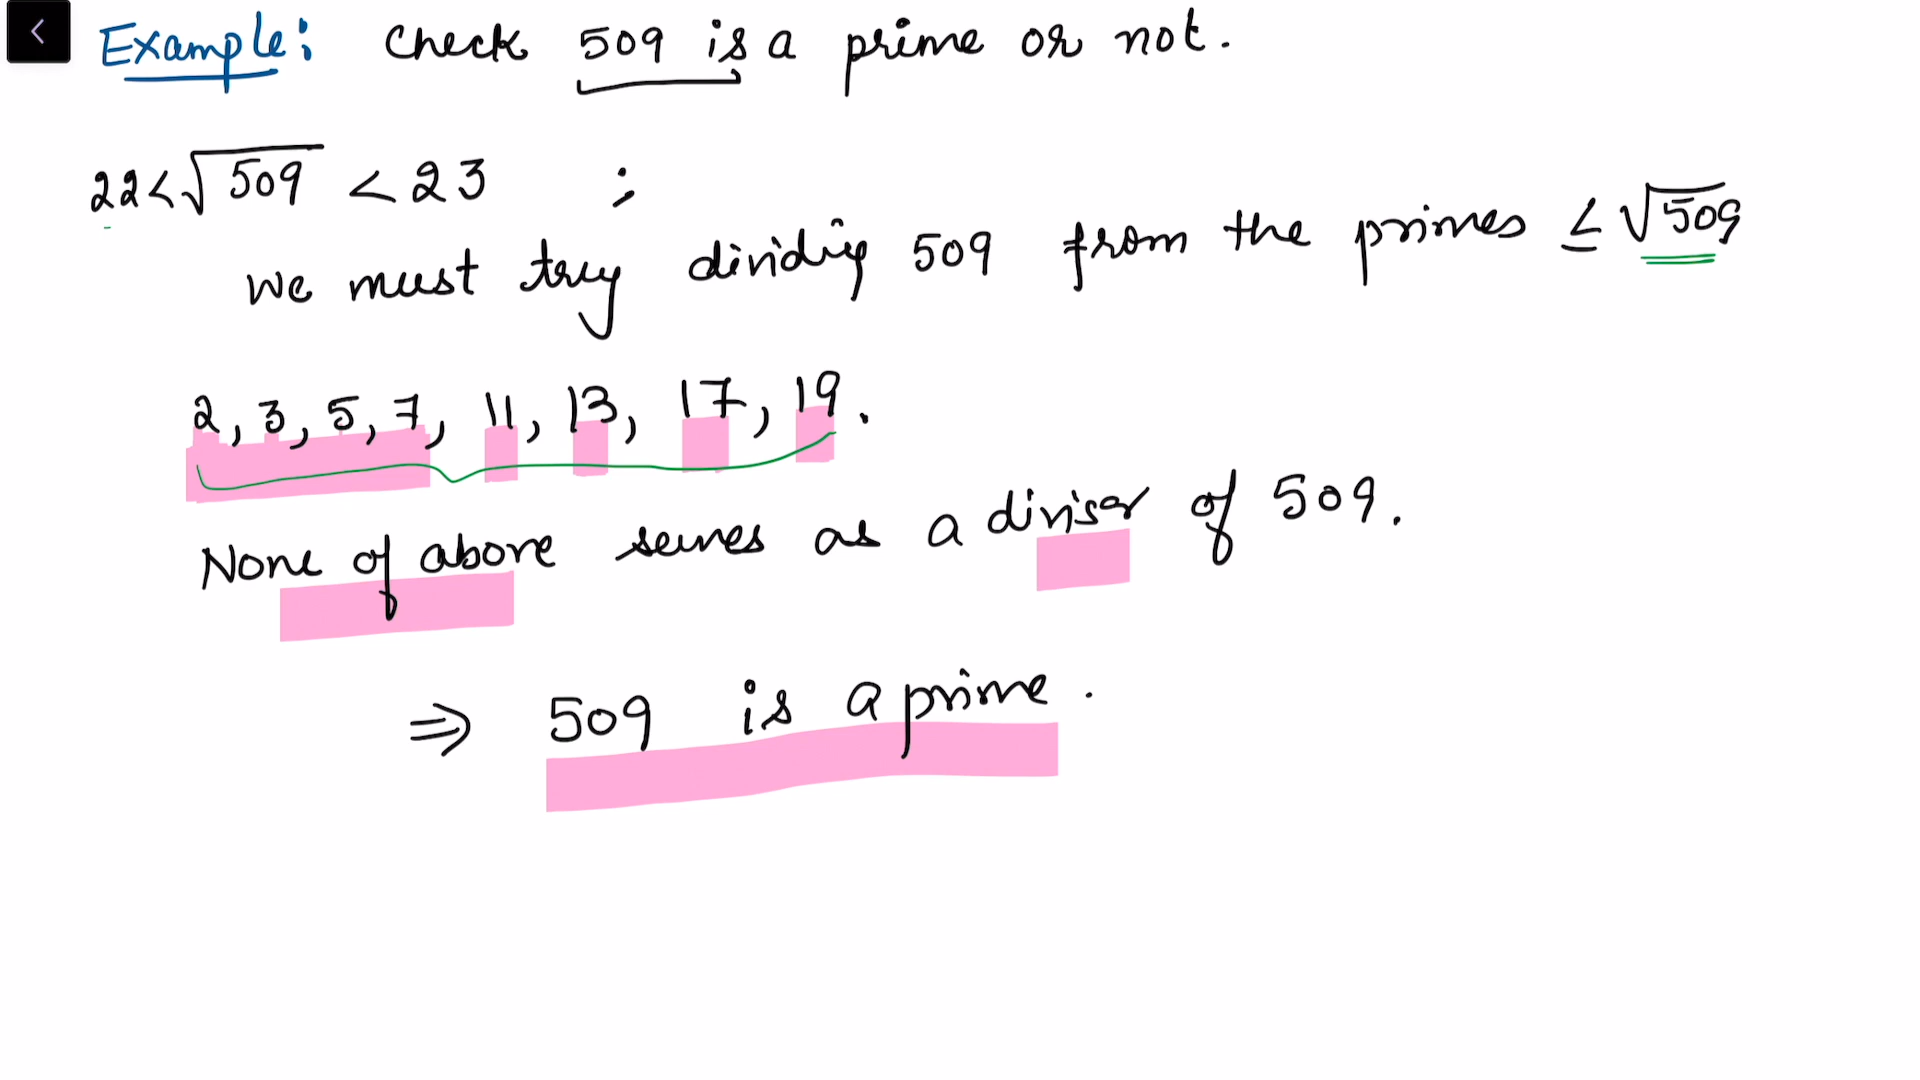 Example: Check 509 is a prime or not.
22 < √509 < 23 ;
We must try dividing 509 from the primes ≤ √509
2, 3, 5, 7, 11, 13, 17, 19.
None of above serves as a divisor of 509.
⇒ 509 is a prime.